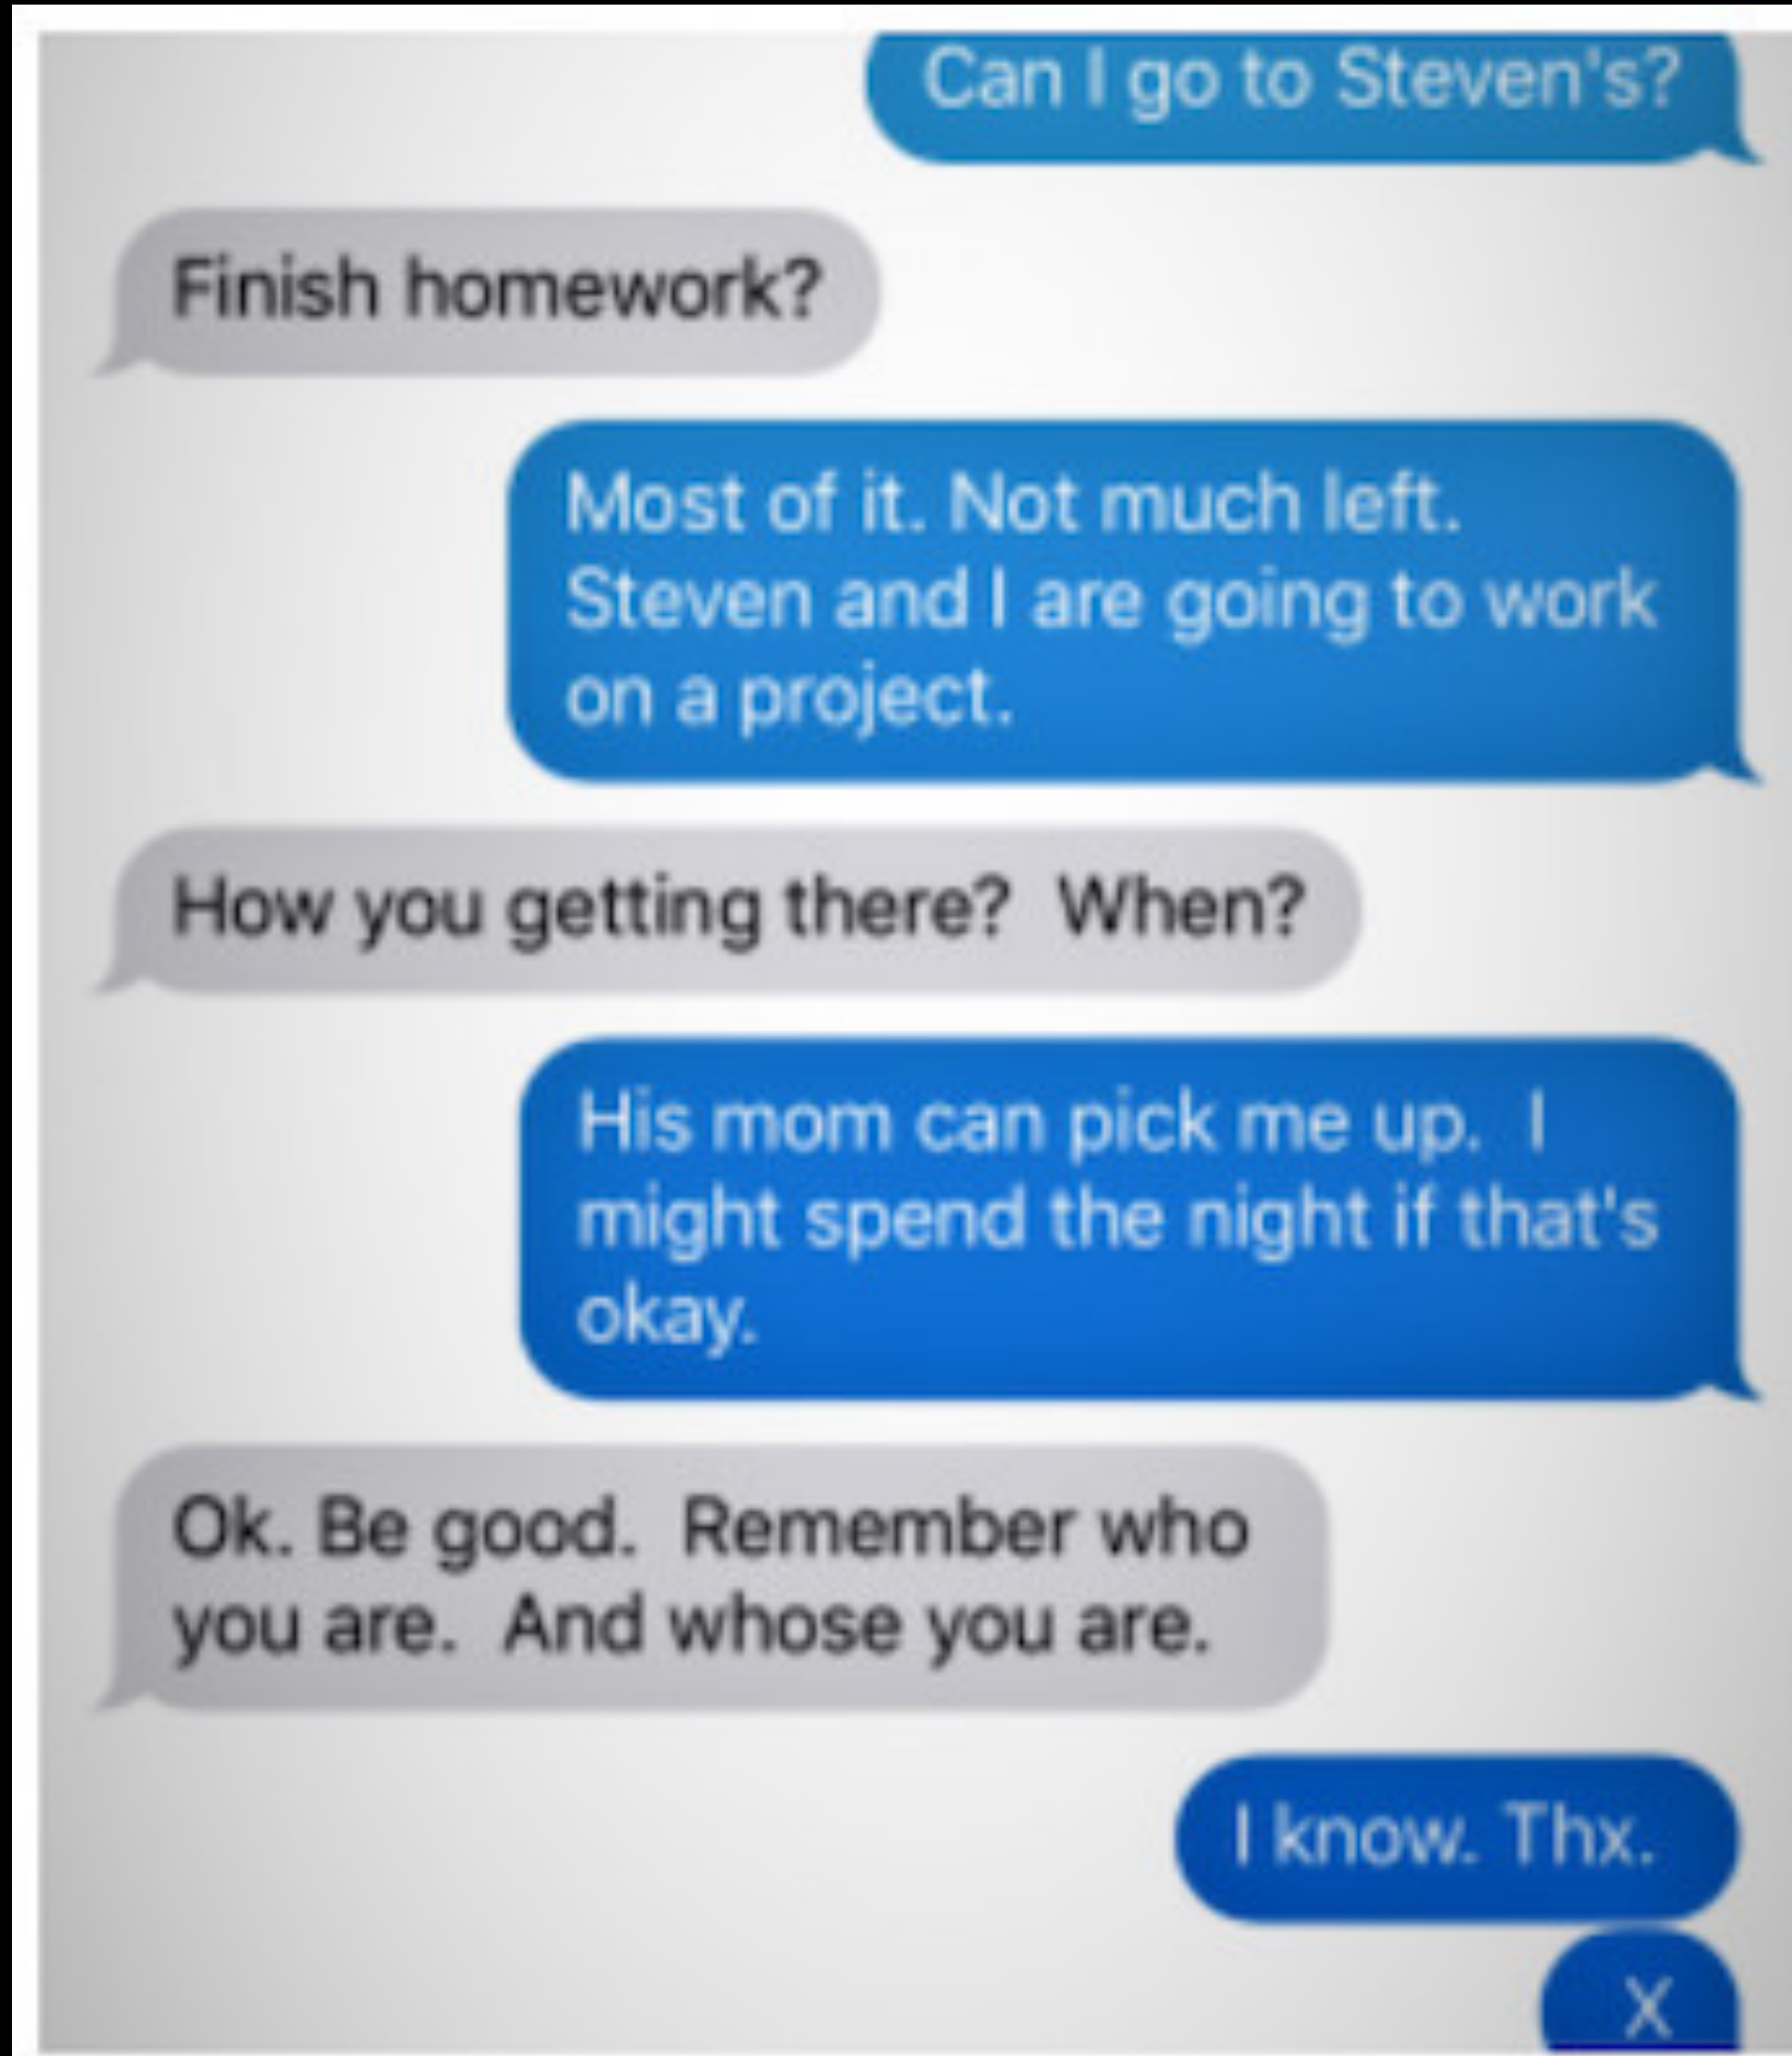 Can I go to Steven's?
Finish homework?
Most of it. Not much left.
Steven and I are going to work
on a project.
How you getting there?  When?
His mom can pick me up.  I
might spend the night if that's
okay.
Ok. Be good.  Remember who
you are.  And whose you are.
I know. Thx.
X